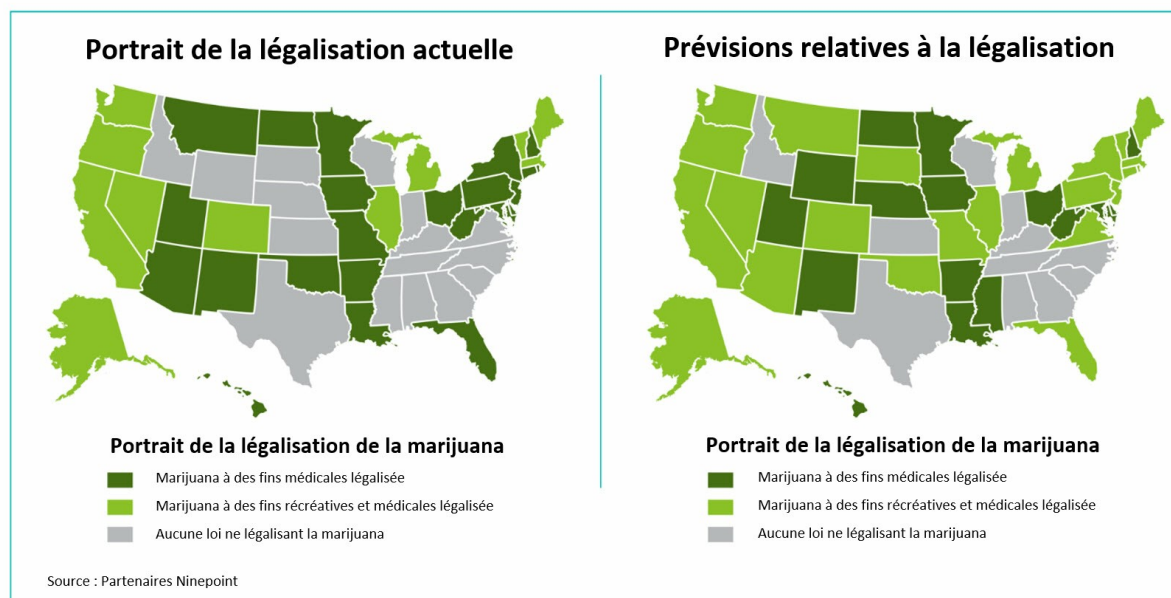 Portrait de la légalisation actuelle
Portrait de la légalisation de la marijuana
Marijuana à des fins médicales légalisée
Marijuana à des fins récréatives et médicales légalisée
Aucune loi ne légalisant la marijuana
Prévisions relatives à la légalisation
Portrait de la légalisation de la marijuana
Marijuana à des fins médicales légalisée
Marijuana à des fins récréatives et médicales légalisée
Aucune loi ne légalisant la marijuana
Source : Partenaires Ninepoint